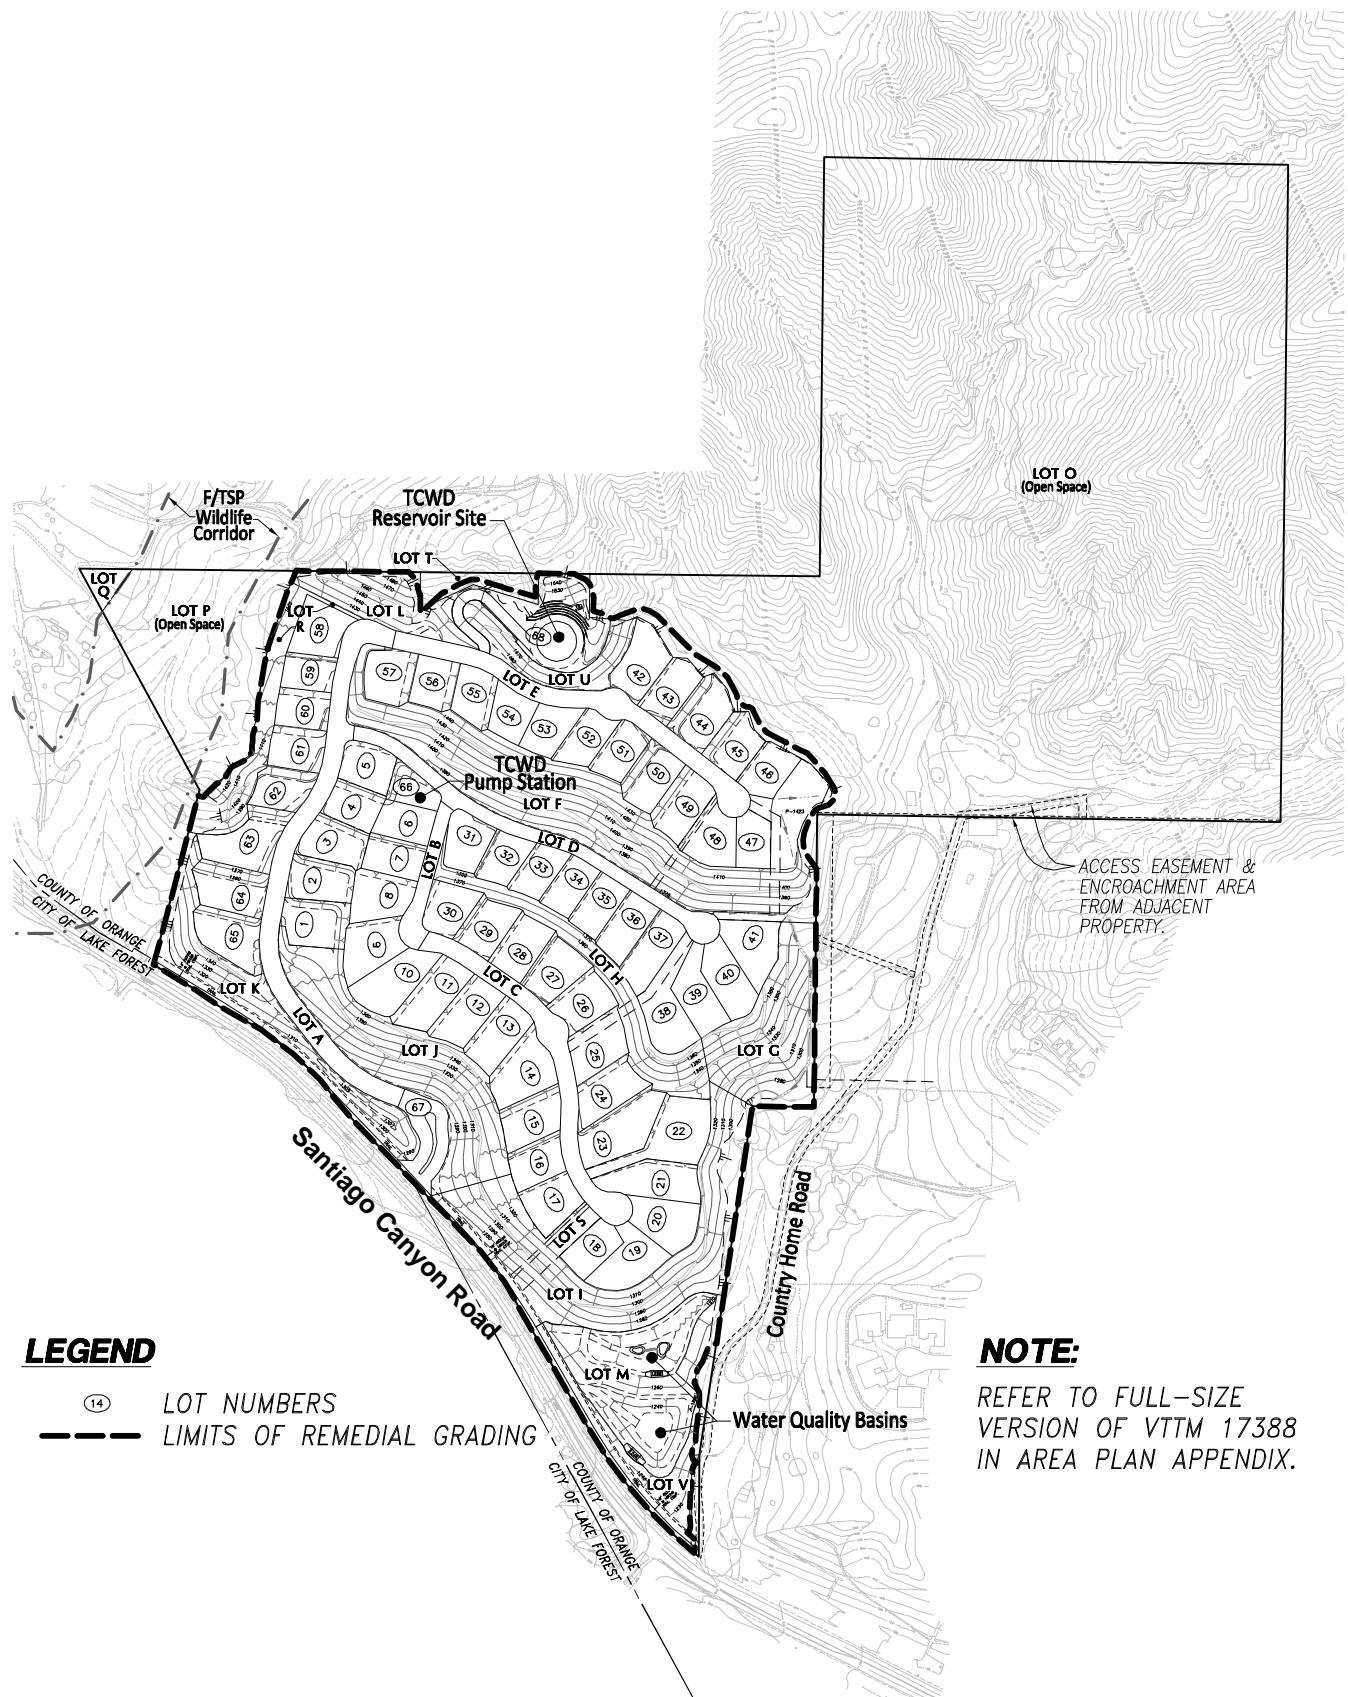 LOT O
(Open Space)
F/TSP
Wildlife
Corridor
TCWD
Reservoir Site
LOT T
LOT
Q
LOT P
(Open Space)
LOT
R
LOT L
58
68
59
57
56
55
LOT E
LOT U
42
43
60
54
53
44
61
52
51
45
46
5
TCWD
Pump Station
66
50
LOT F
49
62
4
6
48
47
63
3
LOT B
31
LOT D
32
33
7
34
ACCESS EASEMENT &
ENCROACHMENT AREA
FROM ADJACENT
PROPERTY.
64
2
8
35
36
30
65
1
29
37
41
COUNTY OF ORANGE
CITY OF LAKE FOREST
6
28
LOT H
10
11
LOT C
27
40
LOT K
12
26
39
38
LOT A
13
LOT J
25
LOT G
14
24
67
15
23
22
16
21
17
20
LOT S
18
19
Santiago Canyon Road
Country Home Road
LOT I
LOT M
Water Quality Basins
LOT V
COUNTY OF ORANGE
CITY OF LAKE FOREST
LEGEND
14 LOT NUMBERS
LIMITS OF REMEDIAL GRADING
NOTE:
REFER TO FULL-SIZE
VERSION OF VTTM 17388
IN AREA PLAN APPENDIX.